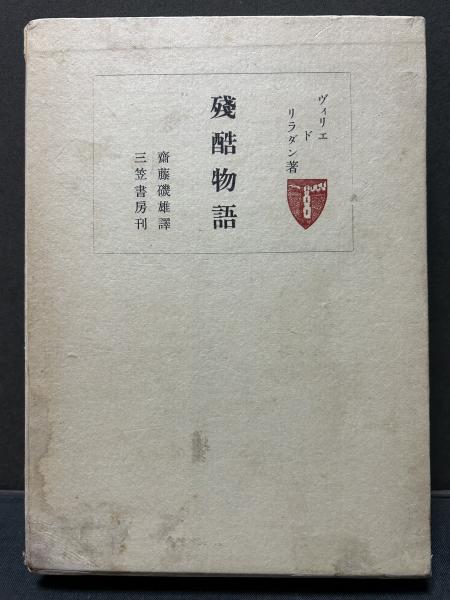 ヴィリエ
ド
リラダン著
殘酷物語
齋藤磯雄譯
三笠書房刊